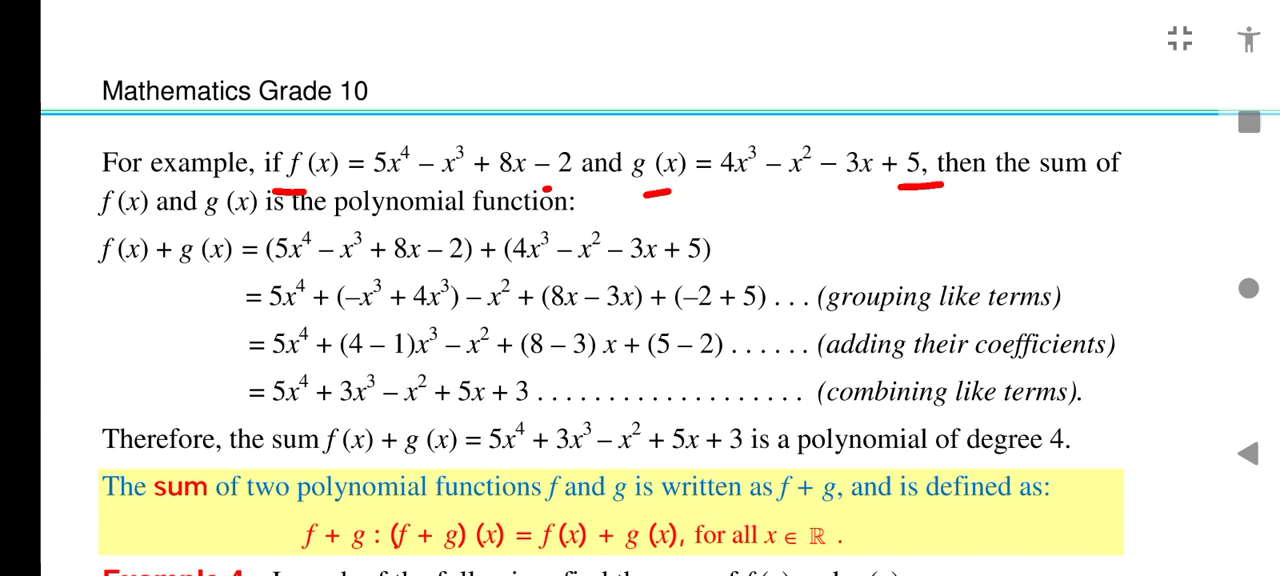 Mathematics Grade 10
For example, if f (x) = 5x⁴ – x³ + 8x – 2 and g (x) = 4x³ – x² – 3x + 5, then the sum of
f (x) and g (x) is the polynomial function:
f (x) + g (x) = (5x⁴ – x³ + 8x – 2) + (4x³ – x² – 3x + 5)
= 5x⁴ + (–x³ + 4x³) – x² + (8x – 3x) + (–2 + 5) . . . (grouping like terms)
= 5x⁴ + (4 – 1)x³ – x² + (8 – 3) x + (5 – 2) . . . . . . (adding their coefficients)
= 5x⁴ + 3x³ – x² + 5x + 3 . . . . . . . . . . . . . . . . . . . (combining like terms).
Therefore, the sum f (x) + g (x) = 5x⁴ + 3x³ – x² + 5x + 3 is a polynomial of degree 4.
The sum of two polynomial functions f and g is written as f + g, and is defined as:
f + g : (f + g) (x) = f (x) + g (x), for all x ∈ ℝ .